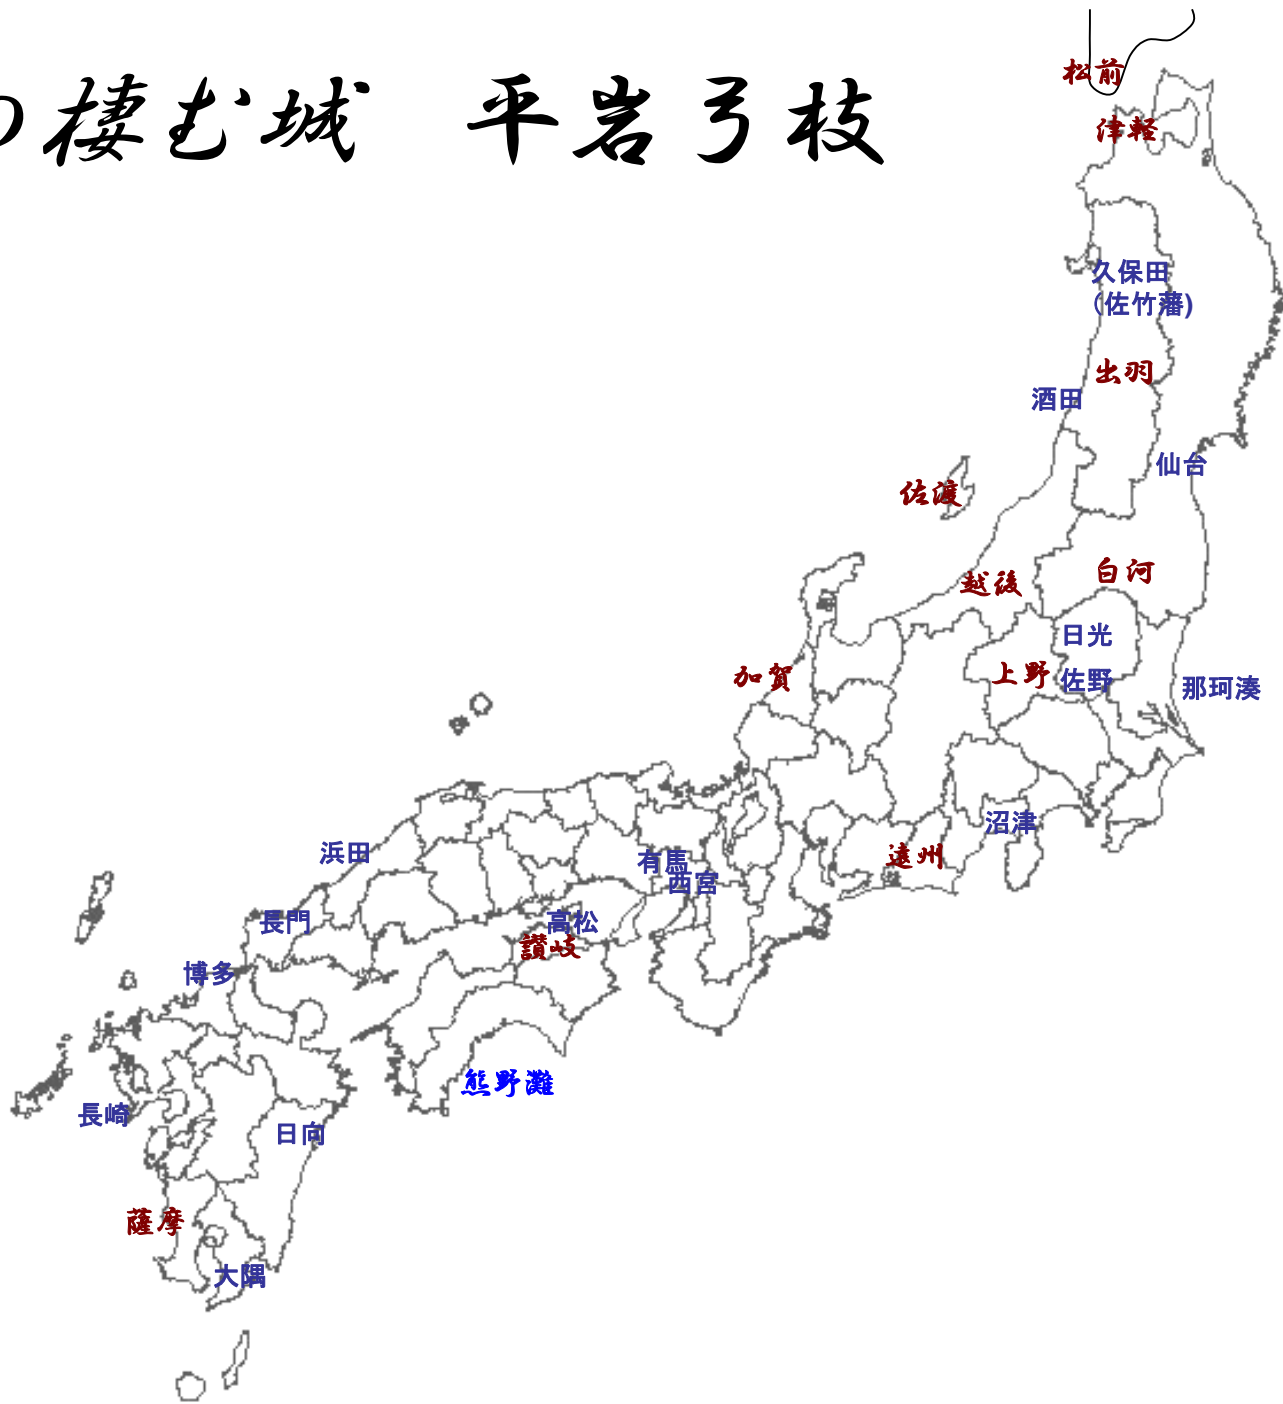 の棲む城　平岩弓枝
松前
津軽
久保田
（佐竹藩）
出羽
酒田
仙台
佐渡
越後
白河
日光
加賀
上野
佐野
那珂湊
沼津
浜田
有馬
遠州
西宮
長門
高松
讃岐
博多
熊野灘
長崎
日向
薩摩
大隅